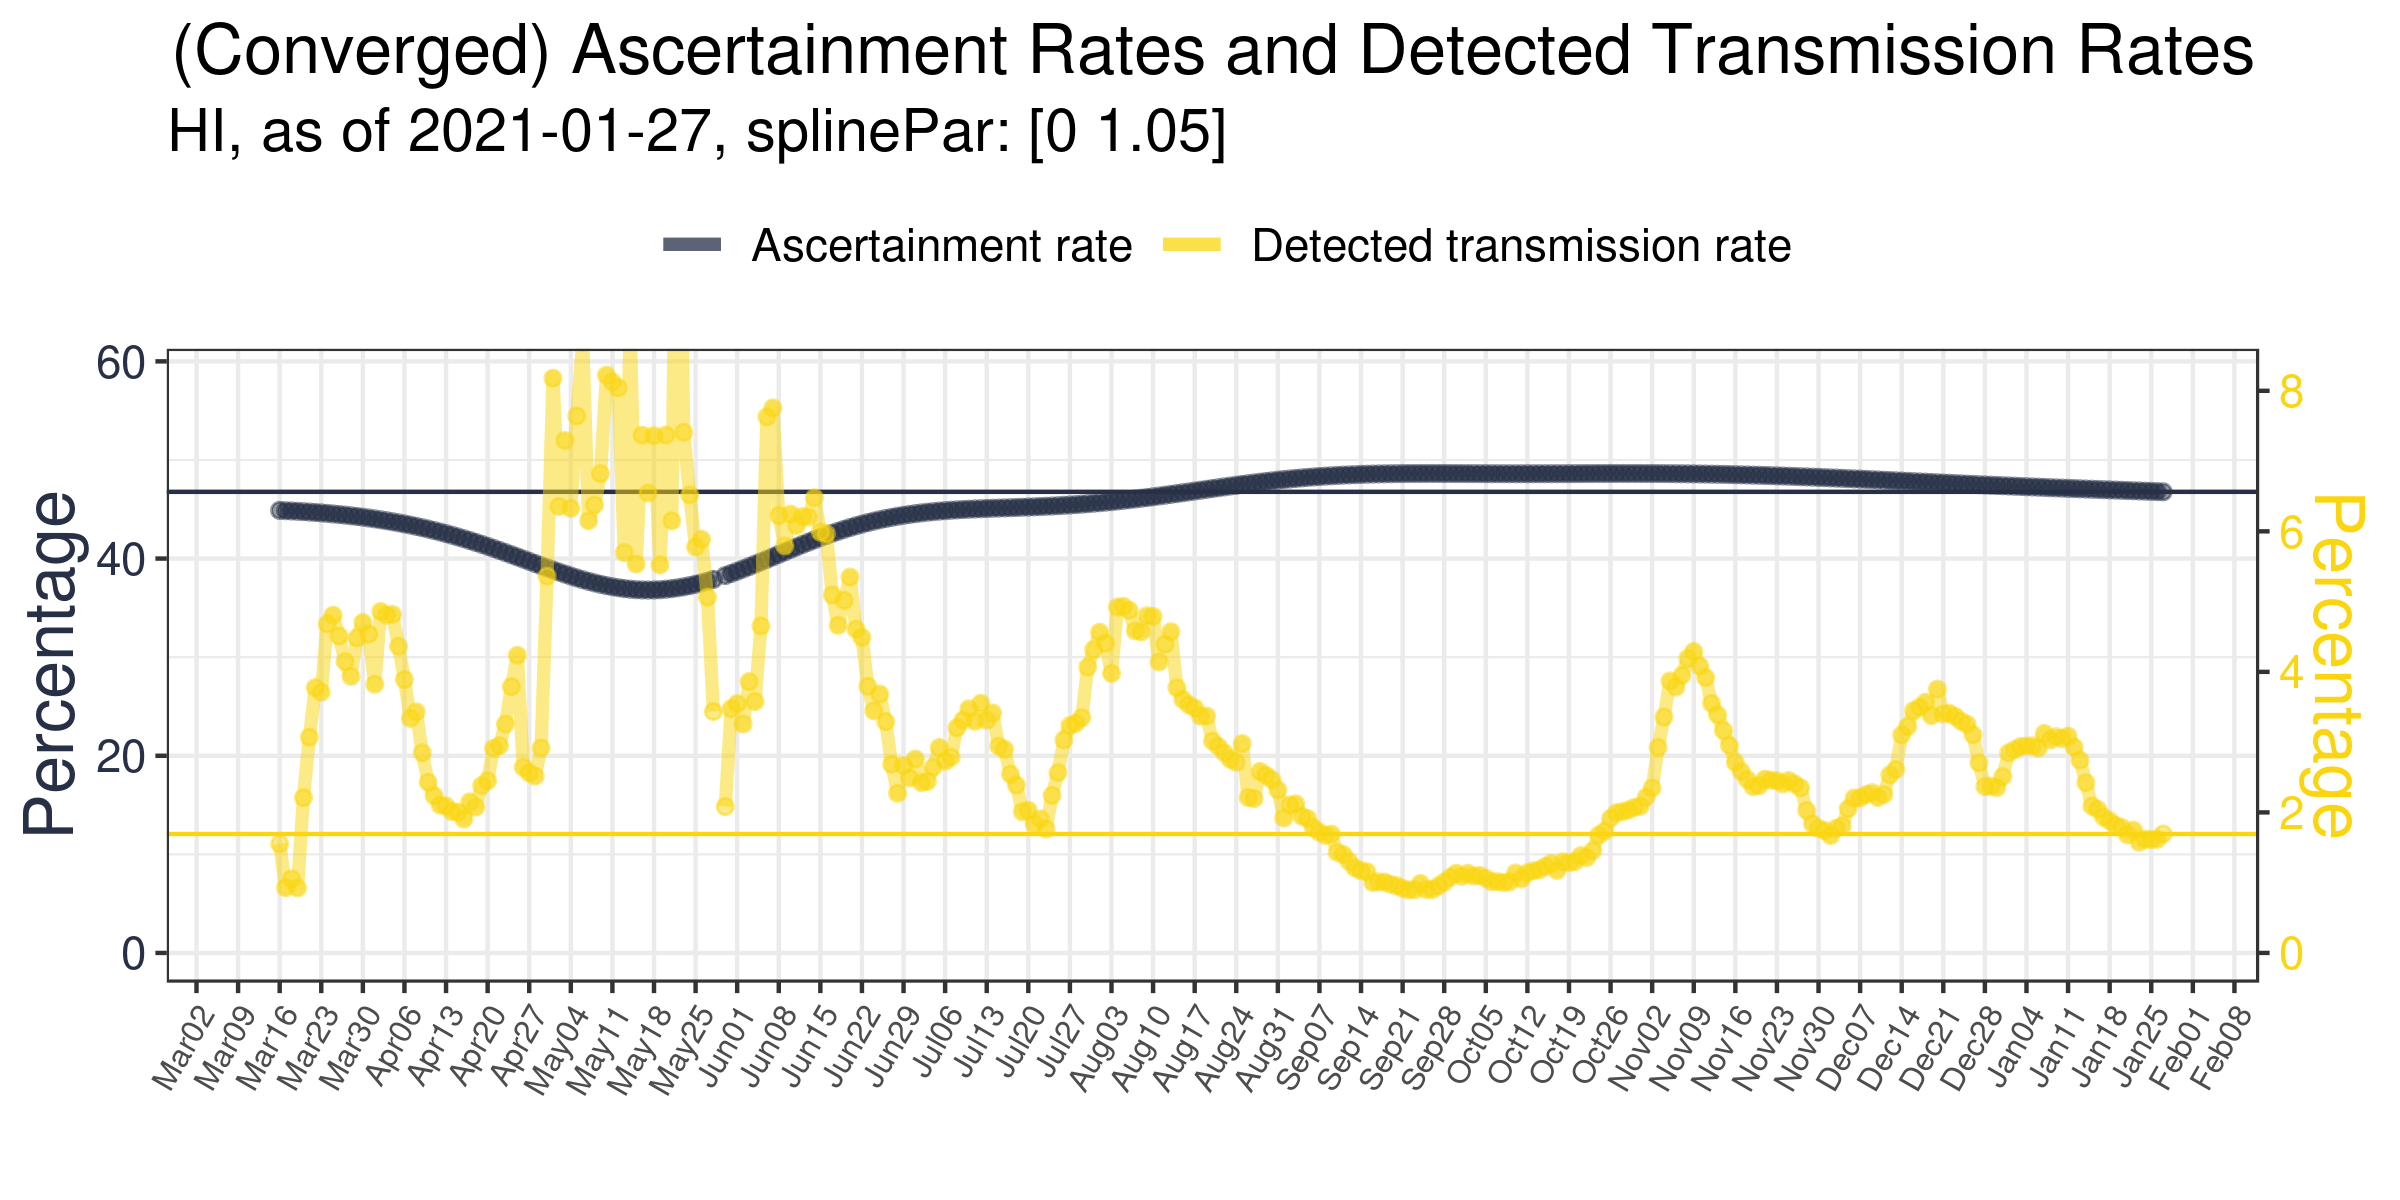 (Converged) Ascertainment Rates and Detected Transmission Rates
HI, as of 2021-01-27, splinePar: [0 1.05]
Ascertainment rate
Detected transmission rate
Percentage
60
40
20
0
8
6
4
2
0
Percentage
Mar02
Mar09
Mar16
Mar23
Mar30
Apr06
Apr13
Apr20
Apr27
May04
May11
May18
May25
Jun01
Jun08
Jun15
Jun22
Jun29
Jul06
Jul13
Jul20
Jul27
Aug03
Aug10
Aug17
Aug24
Aug31
Sep07
Sep14
Sep21
Sep28
Oct05
Oct12
Oct19
Oct26
Nov02
Nov09
Nov16
Nov23
Nov30
Dec07
Dec14
Dec21
Dec28
Jan04
Jan11
Jan18
Jan25
Feb01
Feb08